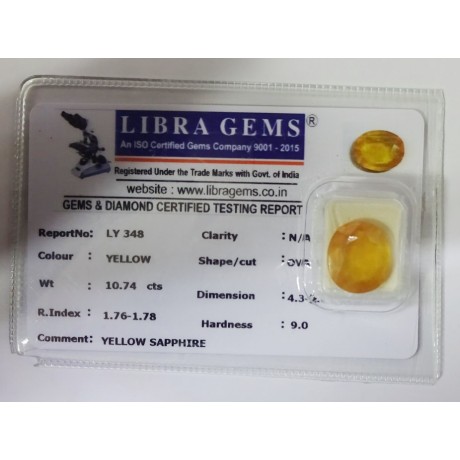 LIBRA GEMS®
An ISO Certified Gems Company 9001 - 2015
Registered Under the Trade Marks with Govt. of India
website : www.libragems.co.in
GEMS & DIAMOND CERTIFIED TESTING REPORT
ReportNo: LY 348 Clarity : N/A
Colour : YELLOW Shape/cut :
Wt : 10.74 cts Dimension : 4.3-
R.Index : 1.76-1.78 Hardness : 9.0
Comment: YELLOW SAPPHIRE